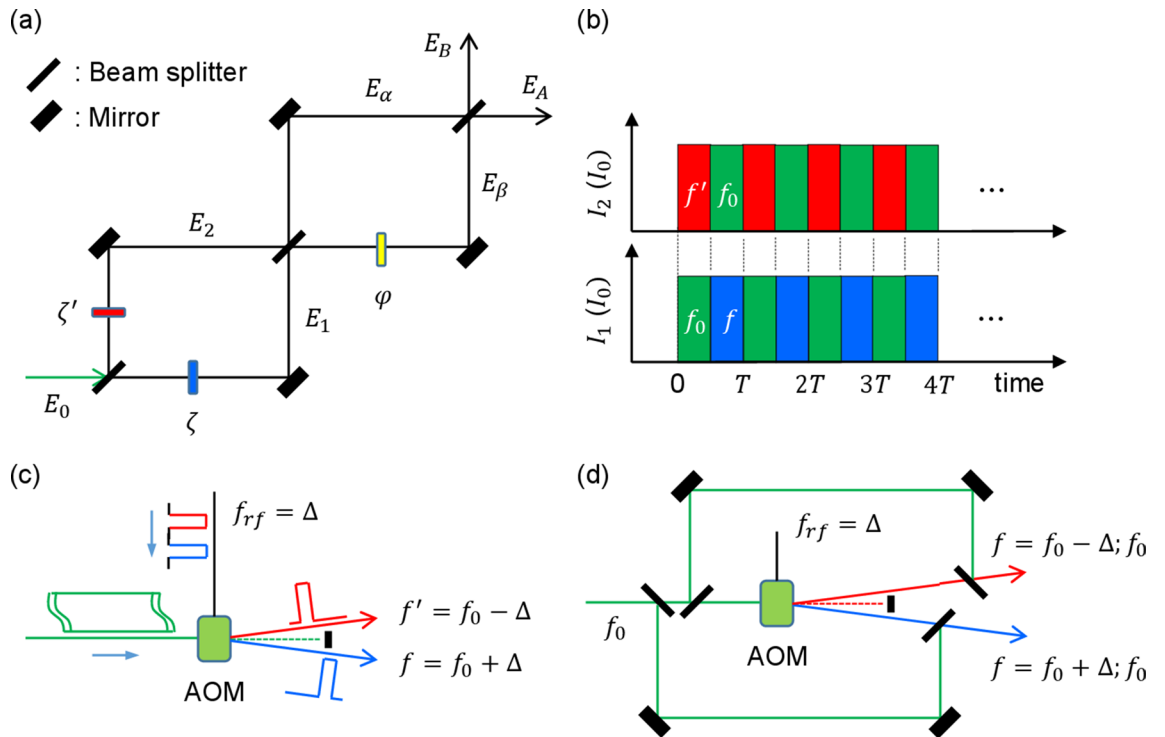 (a)
: Beam splitter
: Mirror
E_B
E_A
E_α
E_β
E_2
E_1
φ
ζ′
E_0
ζ
(b)
I_2 (I_0)
f′ f_0
...
I_1 (I_0)
f_0 f
...
0 T 2T 3T 4T time
(c)
f_rf = Δ
f′ = f_0 − Δ
f = f_0 + Δ
AOM
(d)
f_rf = Δ
f = f_0 − Δ; f_0
f_0
AOM
f = f_0 + Δ; f_0